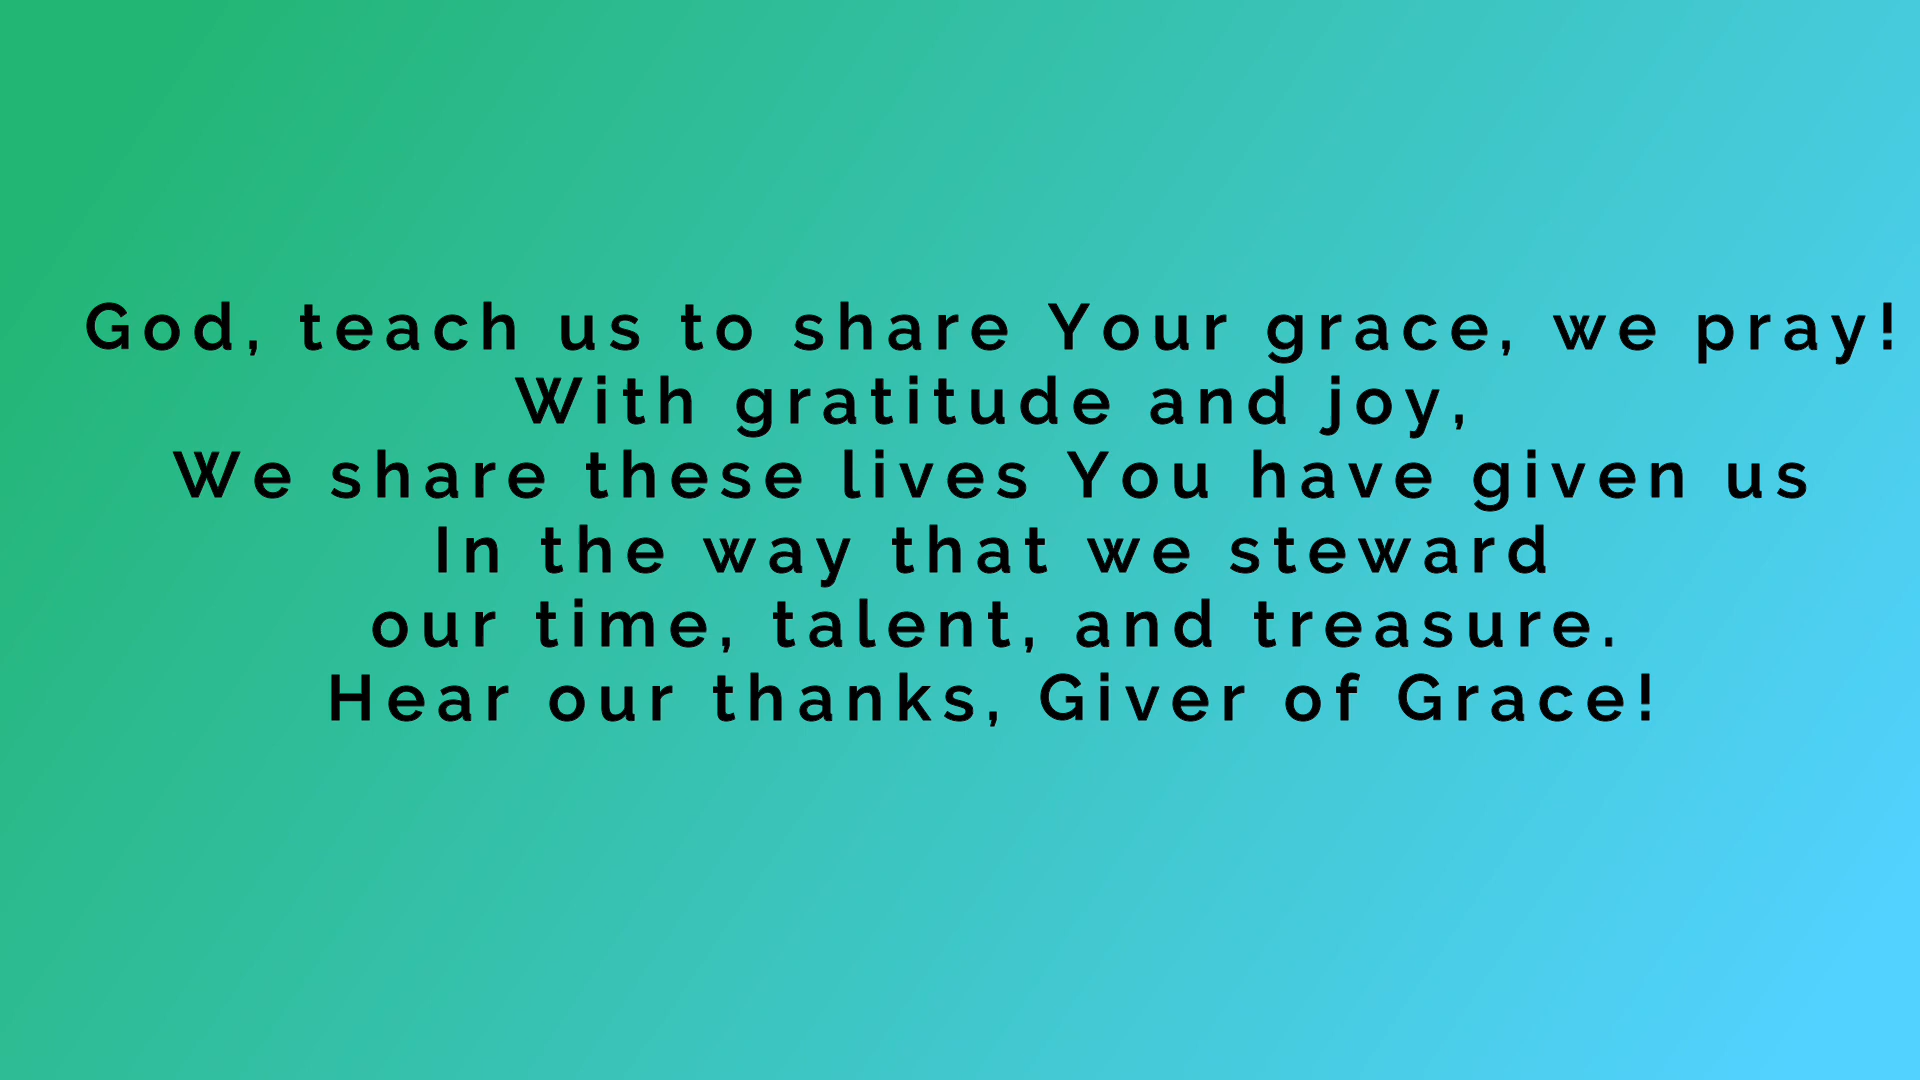 God, teach us to share Your grace, we pray!
With gratitude and joy,
We share these lives You have given us
In the way that we steward
our time, talent, and treasure.
Hear our thanks, Giver of Grace!